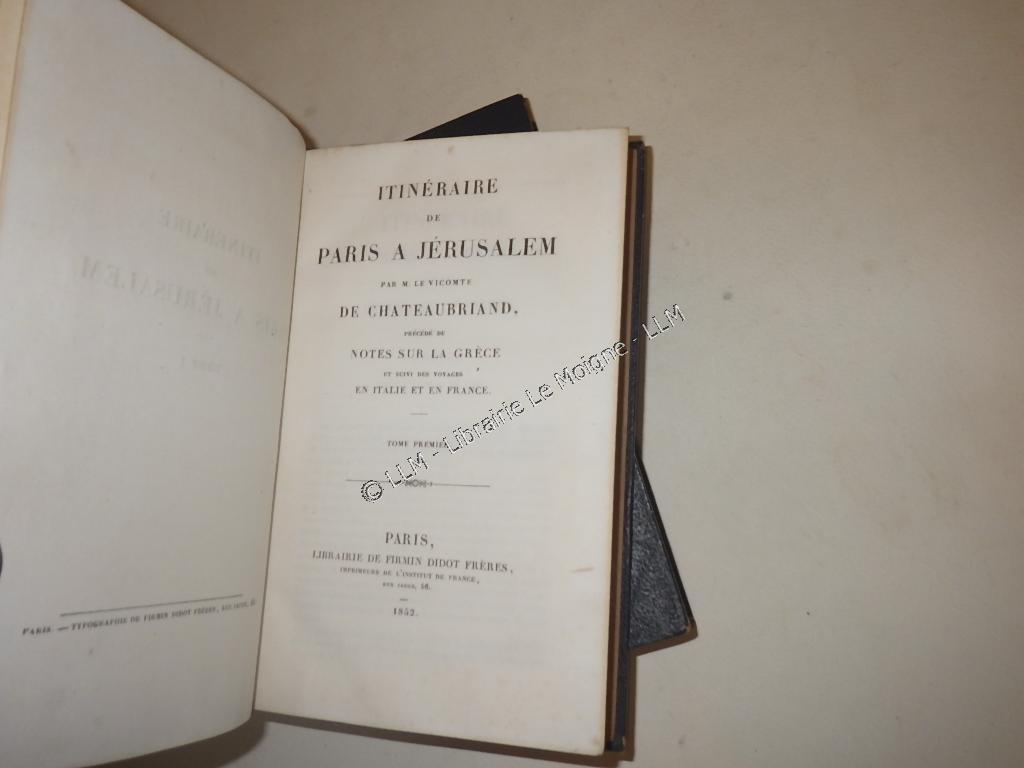 PARIS. — TYPOGRAPHIE DE FIRMIN DIDOT FRÈRES, RUE JACOB,
ITINÉRAIRE
DE
PARIS A JÉRUSALEM
PAR M. LE VICOMTE
DE CHATEAUBRIAND,
PRÉCÉDÉ DE
NOTES SUR LA GRÈCE
ET SUIVI DES VOYAGES
EN ITALIE ET EN FRANCE.
TOME PREMIER
PARIS,
LIBRAIRIE DE FIRMIN DIDOT FRÈRES,
IMPRIMEURS DE L'INSTITUT DE FRANCE,
RUE JACOB, 56.
1852.
© LLM - Librairie Le Moigne - LLM